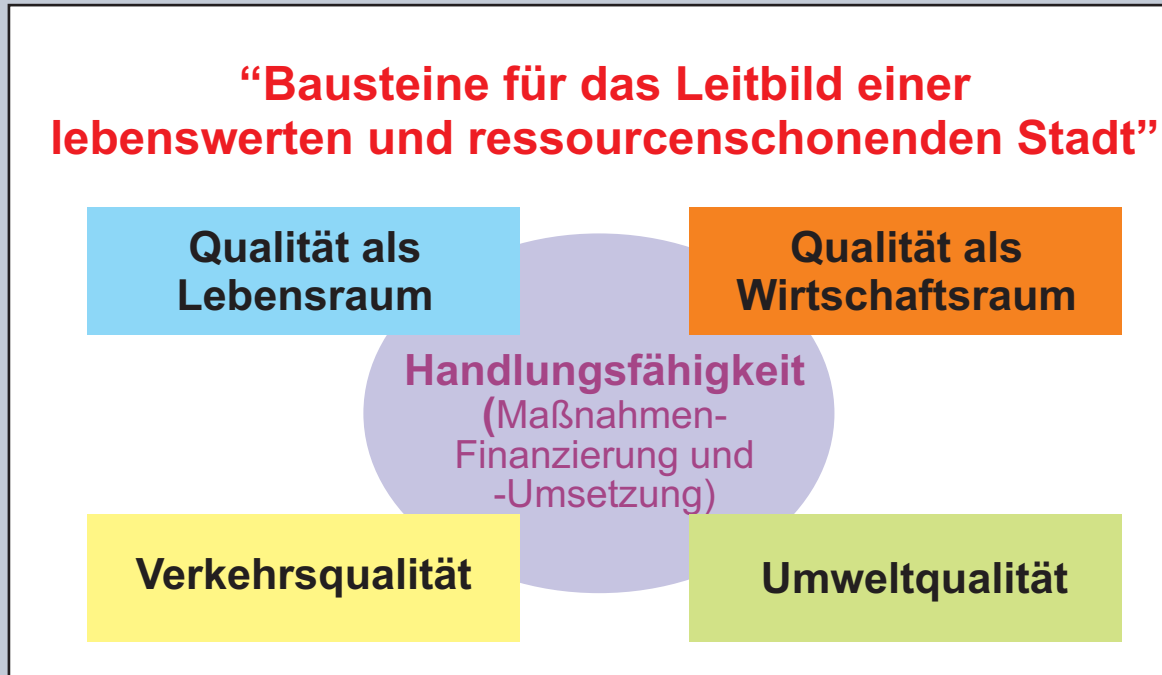 “Bausteine für das Leitbild einer
lebenswerten und ressourcenschonenden Stadt”
Qualität als
Lebensraum
Qualität als
Wirtschaftsraum
Handlungsfähigkeit
(Maßnahmen-
Finanzierung und
-Umsetzung)
Verkehrsqualität
Umweltqualität